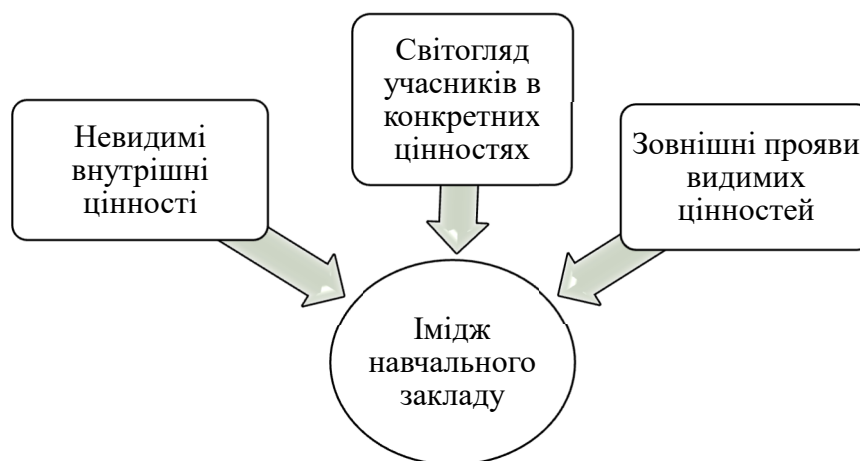 Невидимі
внутрішні
цінності
Світогляд
учасників в
конкретних
цінностях
Зовнішні прояви
видимих
цінностей
Імідж
навчального
закладу